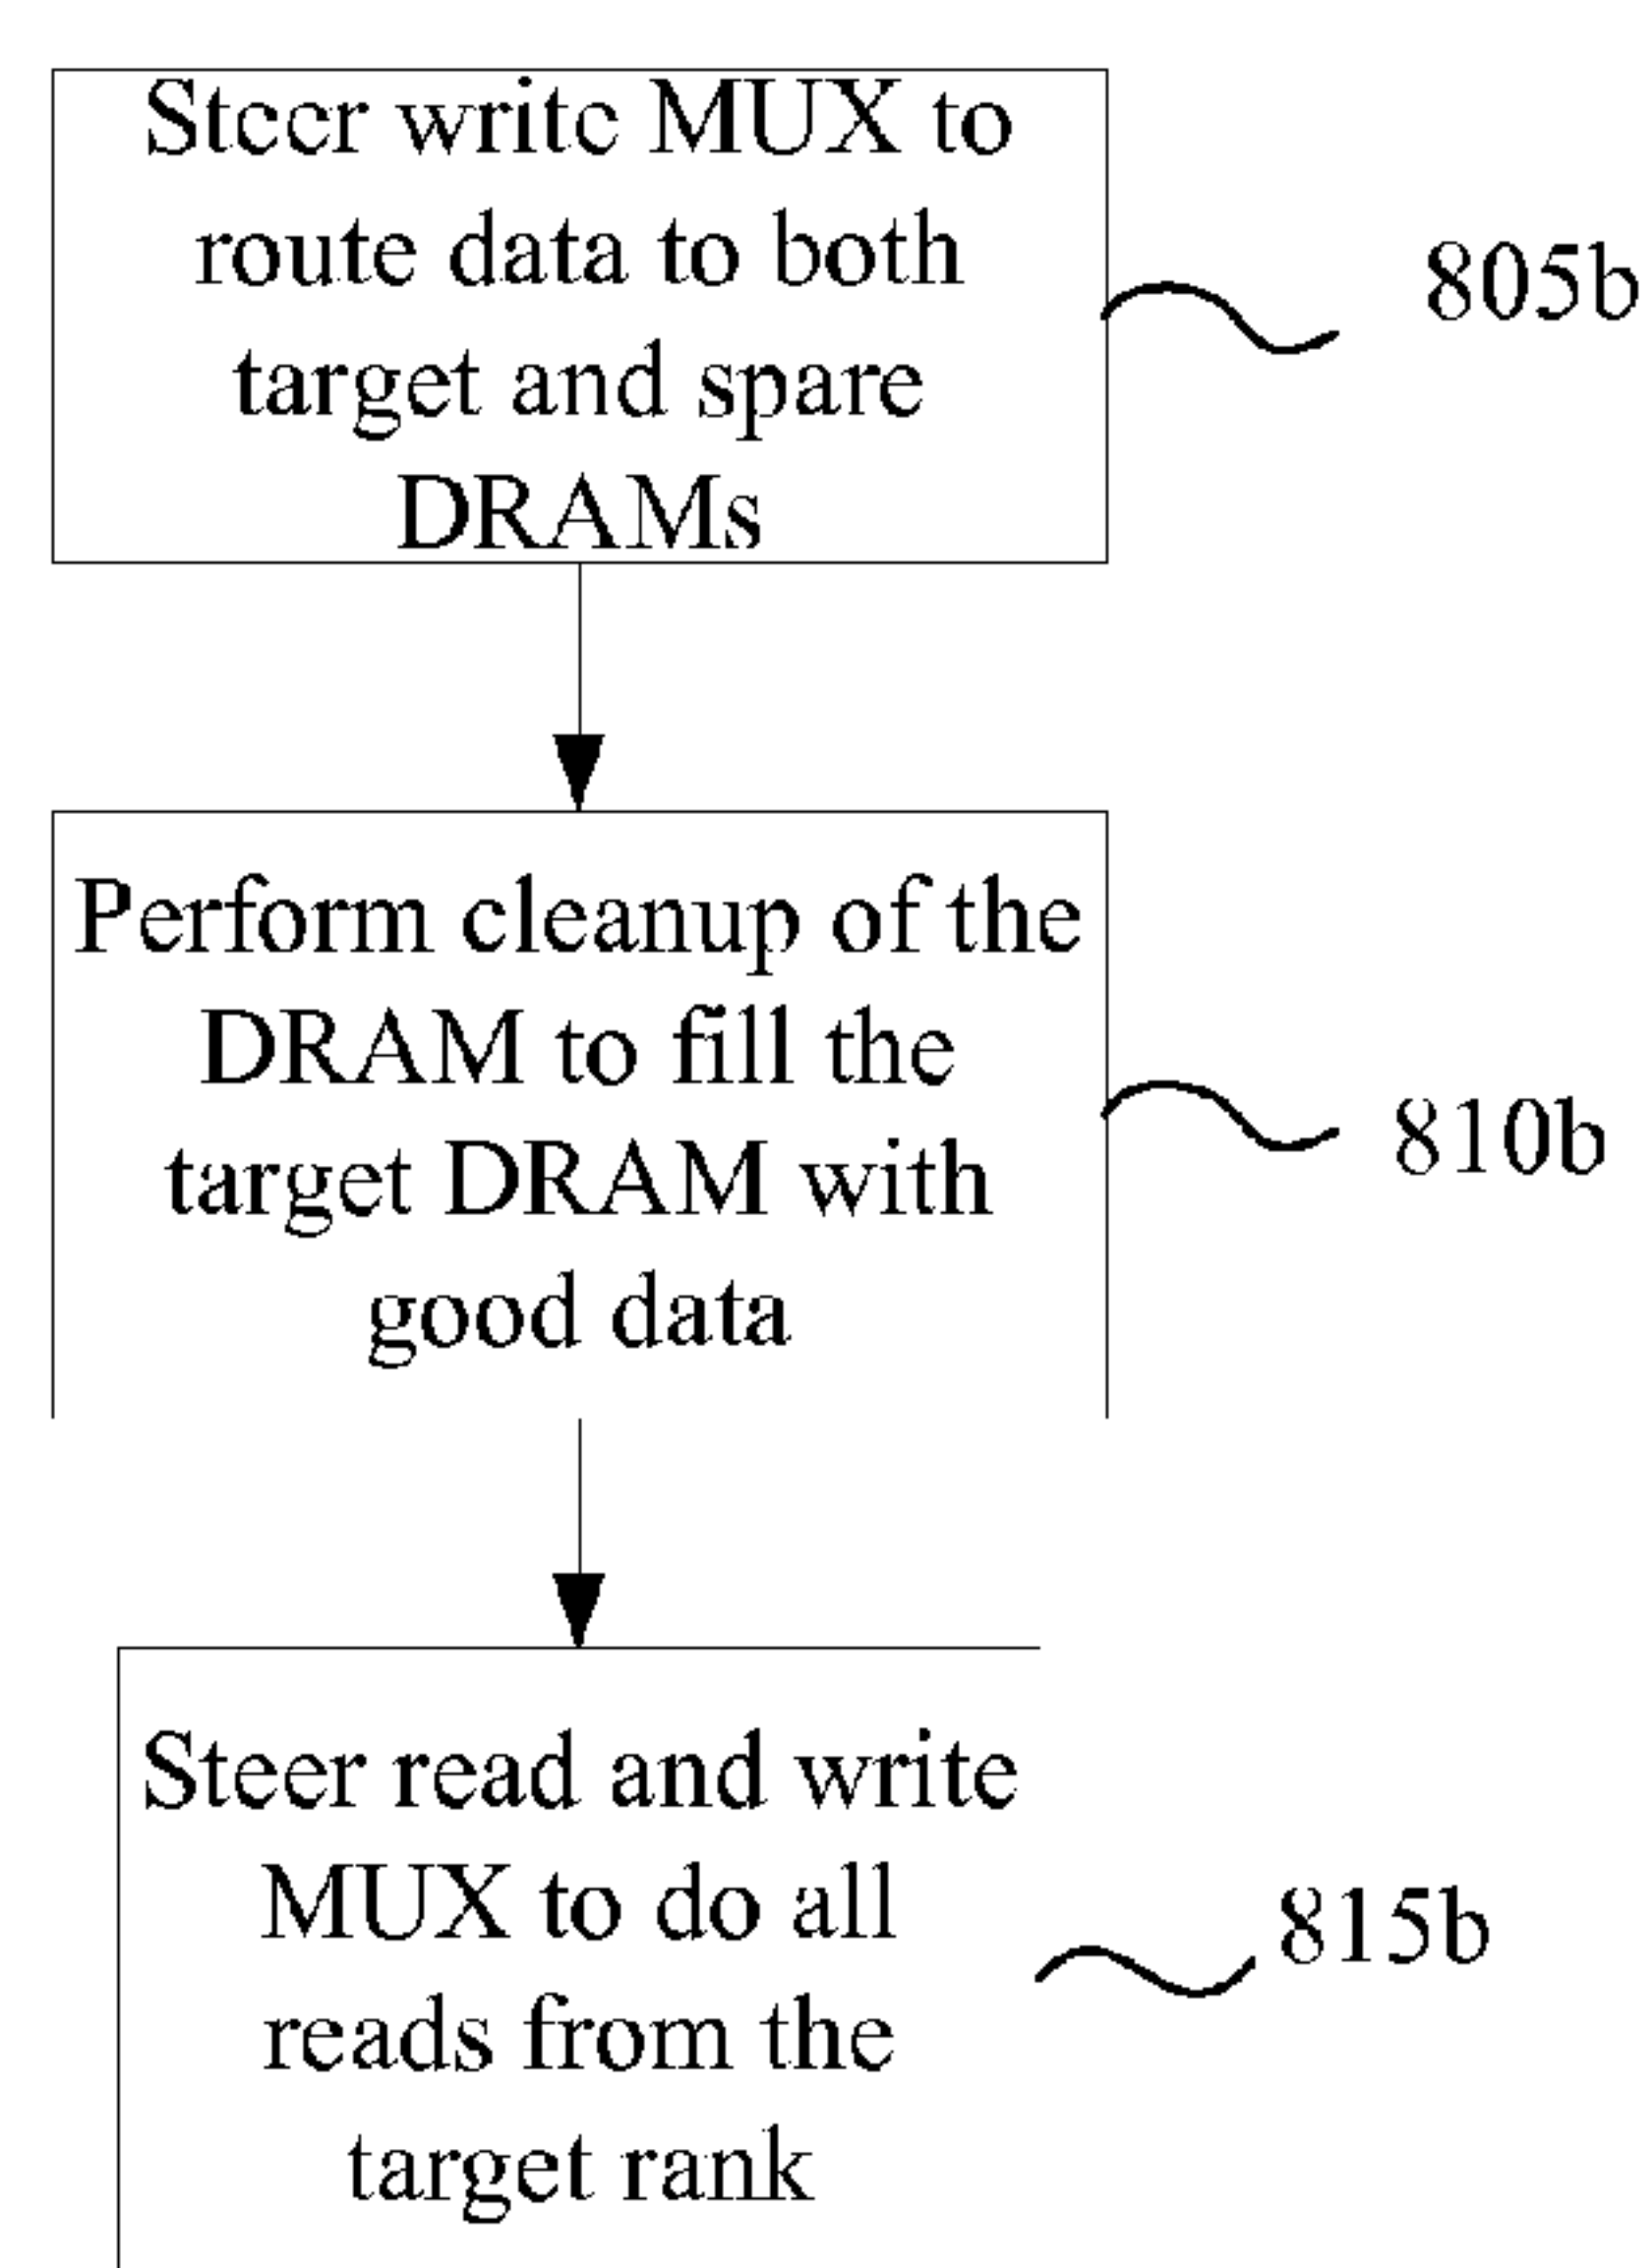 Steer write MUX to
route data to both
target and spare
DRAMs
805b
Perform cleanup of the
DRAM to fill the
target DRAM with
good data
810b
Steer read and write
MUX to do all
reads from the
target rank
815b